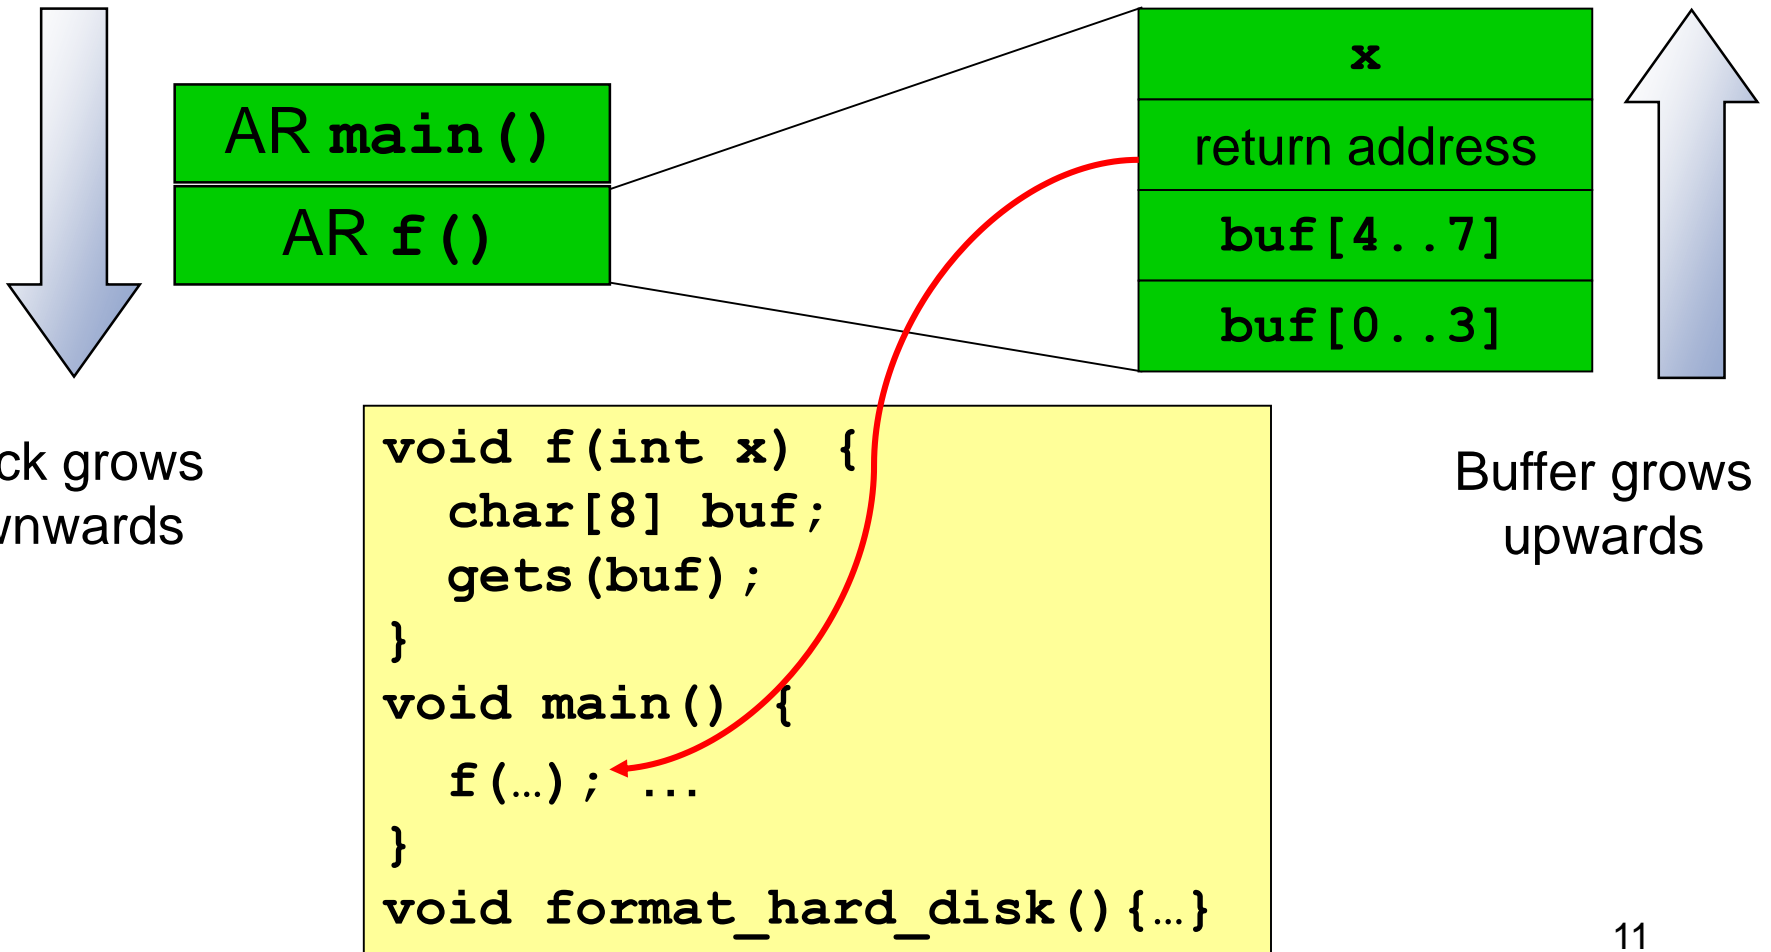 x
AR main()
return address
AR f()
buf[4..7]
buf[0..3]
ck grows
wnwards
Buffer grows
upwards
void f(int x) {
char[8] buf;
gets(buf);
}
void main() {
f(…); ...
}
void format_hard_disk(){…}
11